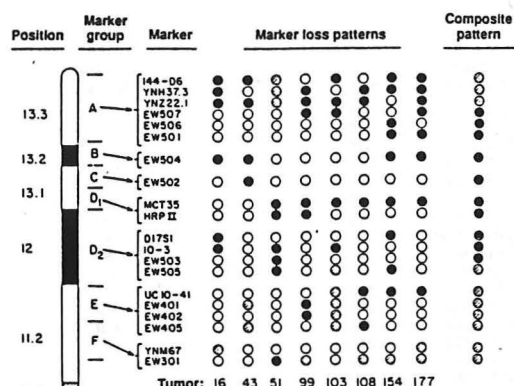 Position Marker group Marker Marker loss patterns Composite pattern
144-D6
YNH37.3
A YNZ22.1
13.3 EW507
EW506
EW501
13.2 B EW504
C EW502
13.1
D1 MCT35
HRP II
D17S1
12 D2 10-3
EW503
EW505
UC10-41
E EW401
EW402
11.2 EW405
F YNM67
EW301
Tumor: 16 43 51 99 103 108 154 177